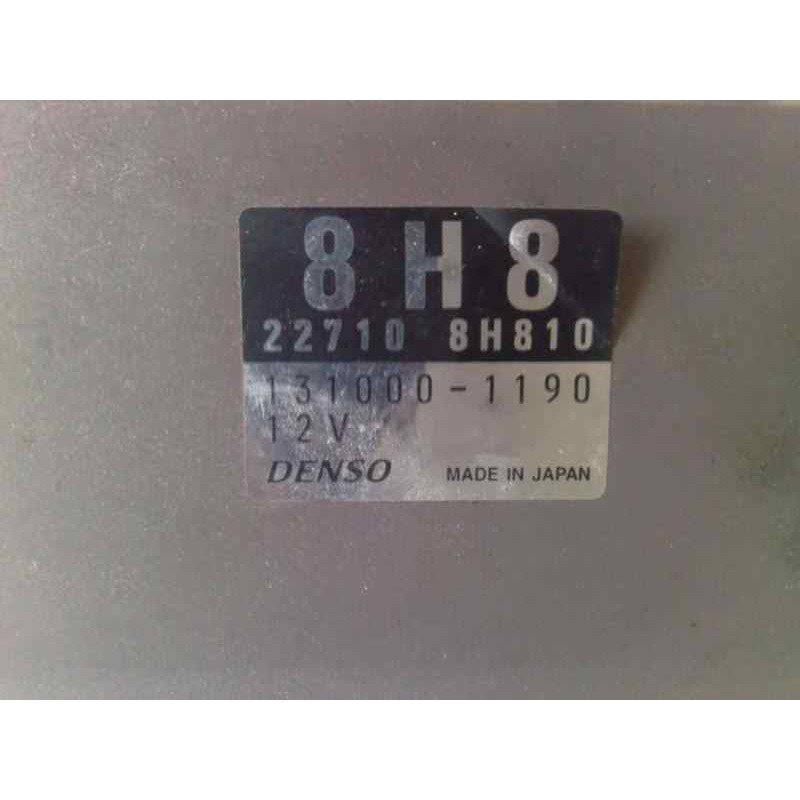 8H8
22710 8H810
131000-1190
12V
DENSO MADE IN JAPAN